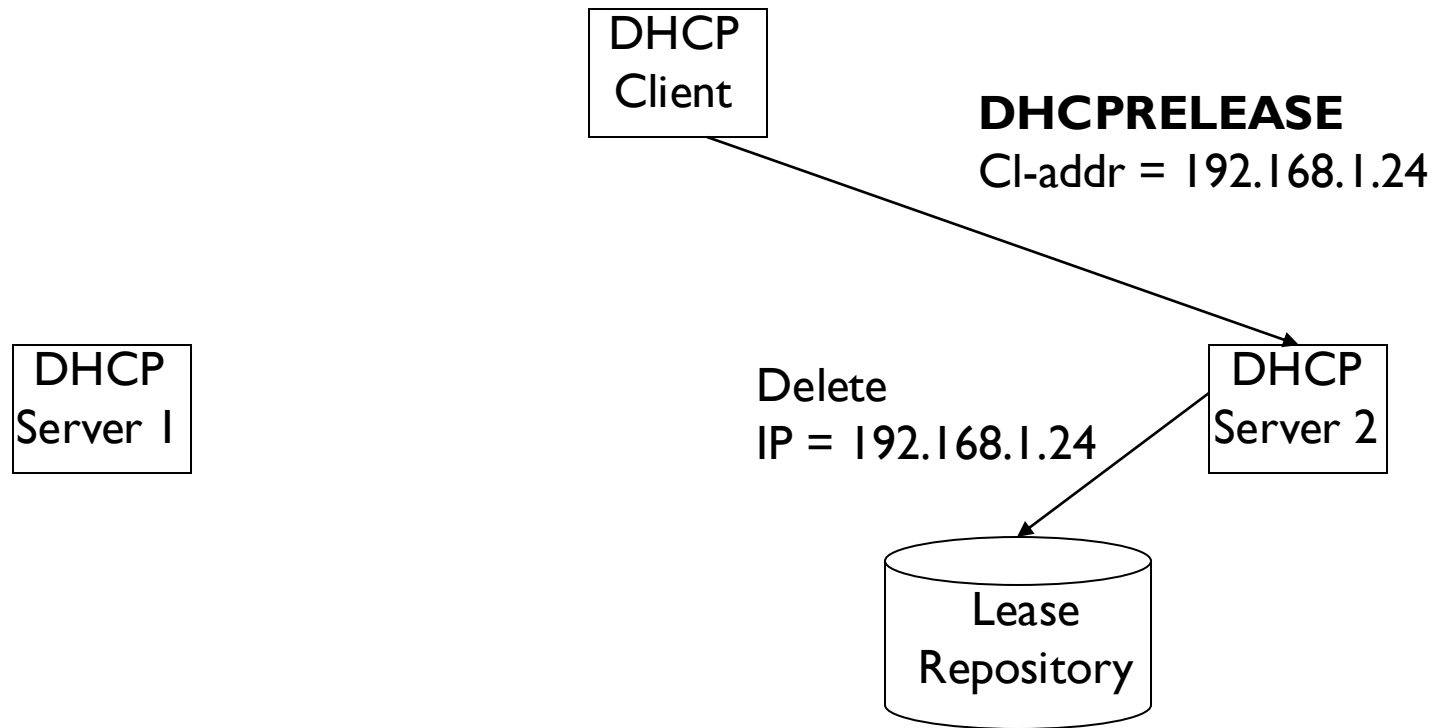 DHCP
Client
DHCPRELEASE
CI-addr = 192.168.1.24
DHCP
Server 1
Delete
IP = 192.168.1.24
DHCP
Server 2
Lease
Repository